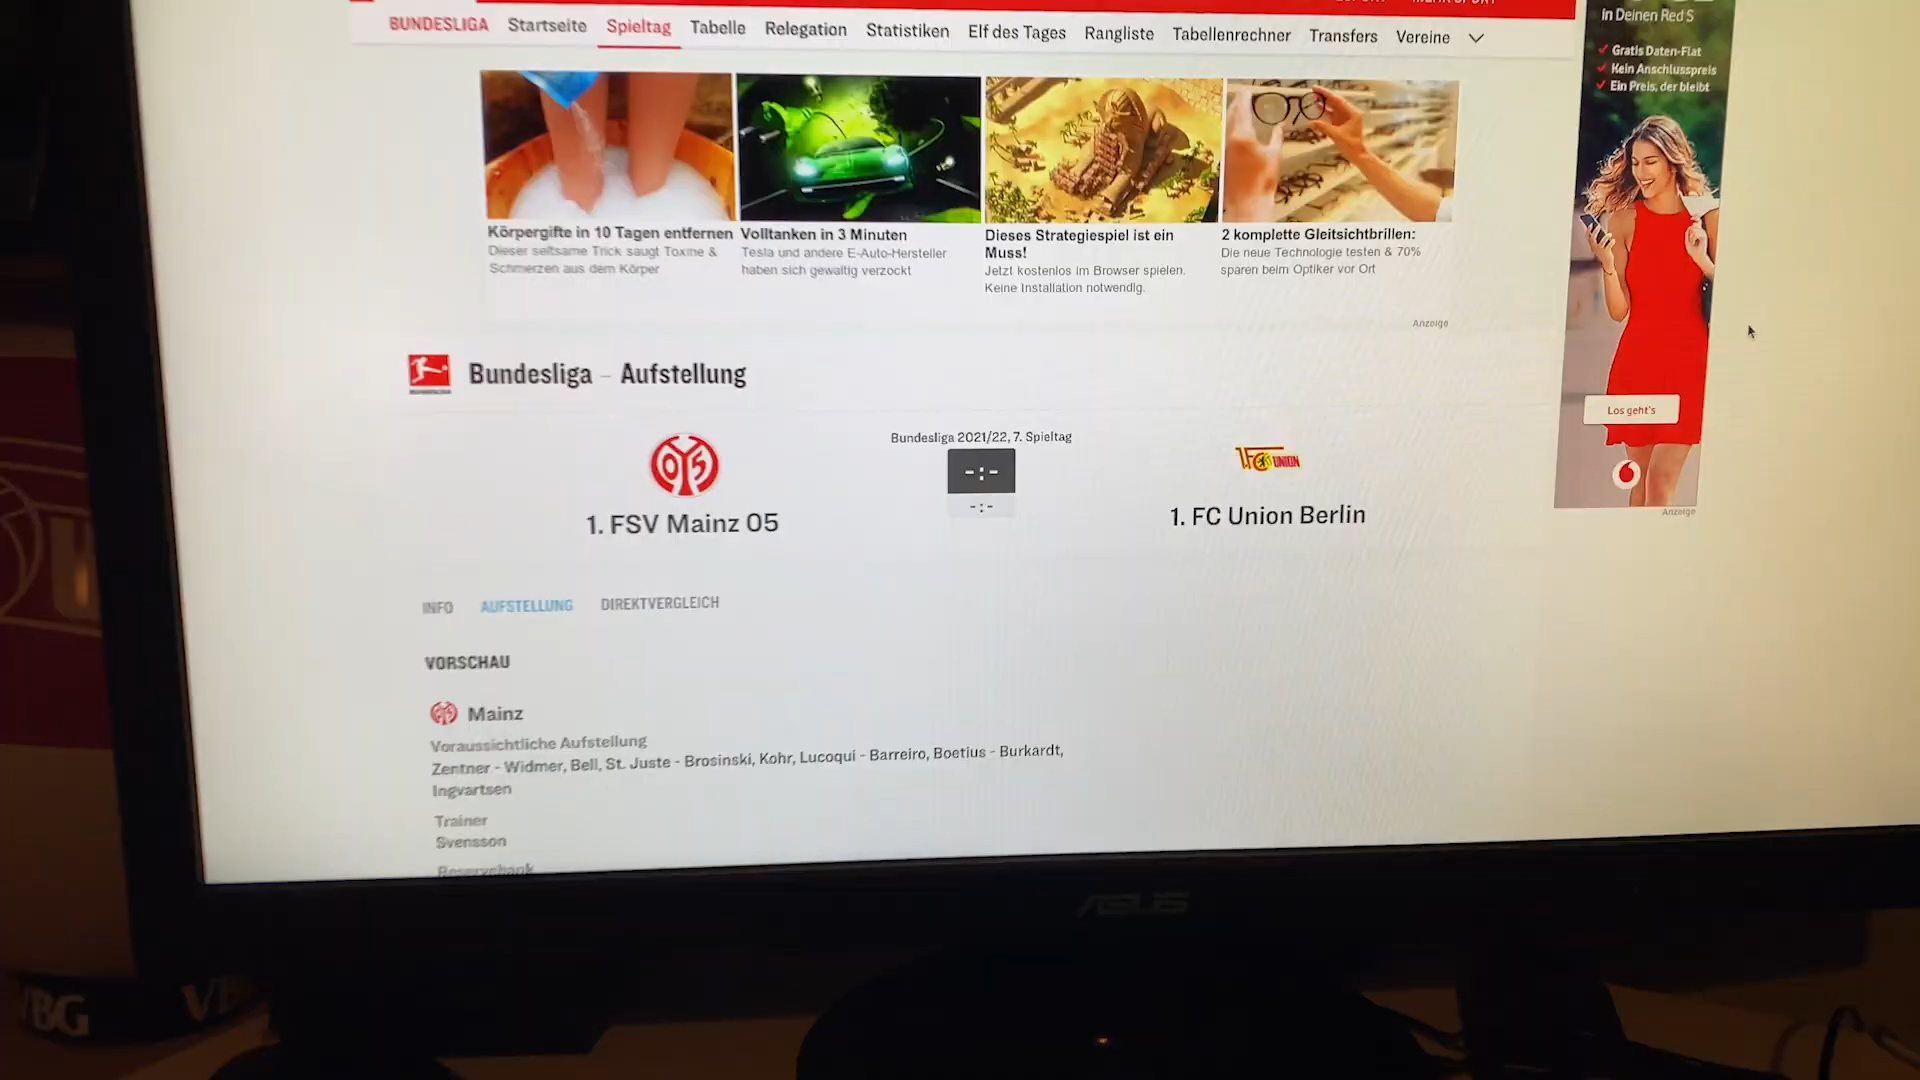 BUNDESLIGA Startseite Spieltag Tabelle Relegation Statistiken Elf des Tages Rangliste Tabellenrechner Transfers Vereine
in Deinen Red S
Gratis Daten-Flat
Kein Anschlusspreis
Ein Preis, der bleibt
Körpergifte in 10 Tagen entfernen
Dieser seltsame Trick saugt Toxine &
Schmerzen aus dem Körper
Volltanken in 3 Minuten
Tesla und andere E-Auto-Hersteller
haben sich gewaltig verzockt
Dieses Strategiespiel ist ein
Muss!
Jetzt kostenlos im Browser spielen.
Keine Installation notwendig.
2 komplette Gleitsichtbrillen:
Die neue Technologie testen & 70%
sparen beim Optiker vor Ort
Anzeige
Los geht's
Anzeige
Bundesliga – Aufstellung
Bundesliga 2021/22, 7. Spieltag
-:-
-:-
1. FSV Mainz 05
1. FC Union Berlin
INFO AUFSTELLUNG DIREKTVERGLEICH
VORSCHAU
Mainz
Voraussichtliche Aufstellung
Zentner - Widmer, Bell, St. Juste - Brosinski, Kohr, Lucoqui - Barreiro, Boetius - Burkardt,
Ingvartsen
Trainer
Svensson
Reservebank
ASUS
VBG